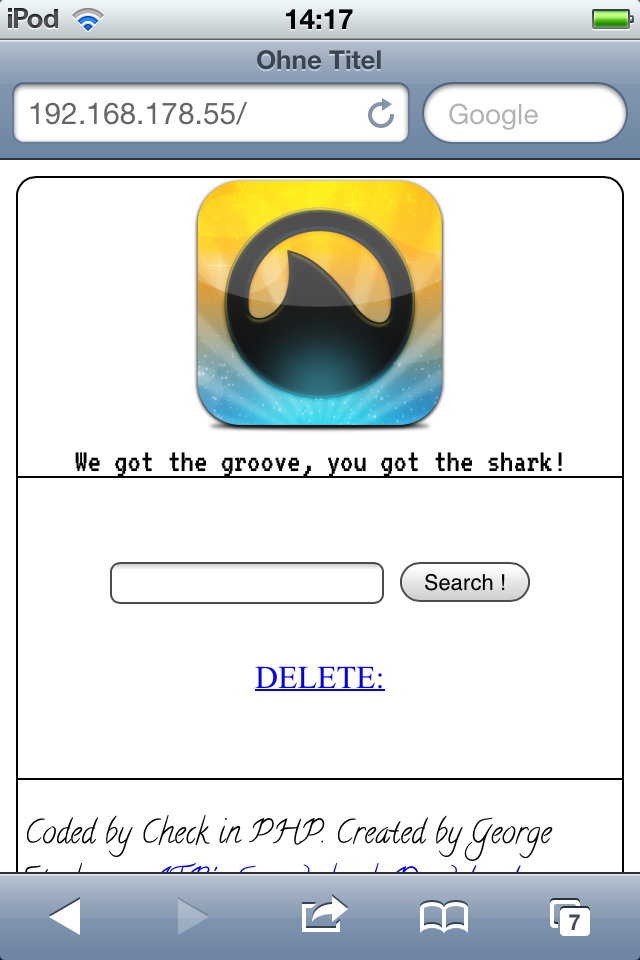 iPod 14:17
Ohne Titel
192.168.178.55/ Google
We got the groove, you got the shark!
Search !
DELETE:
Coded by Check in PHP. Created by George
7